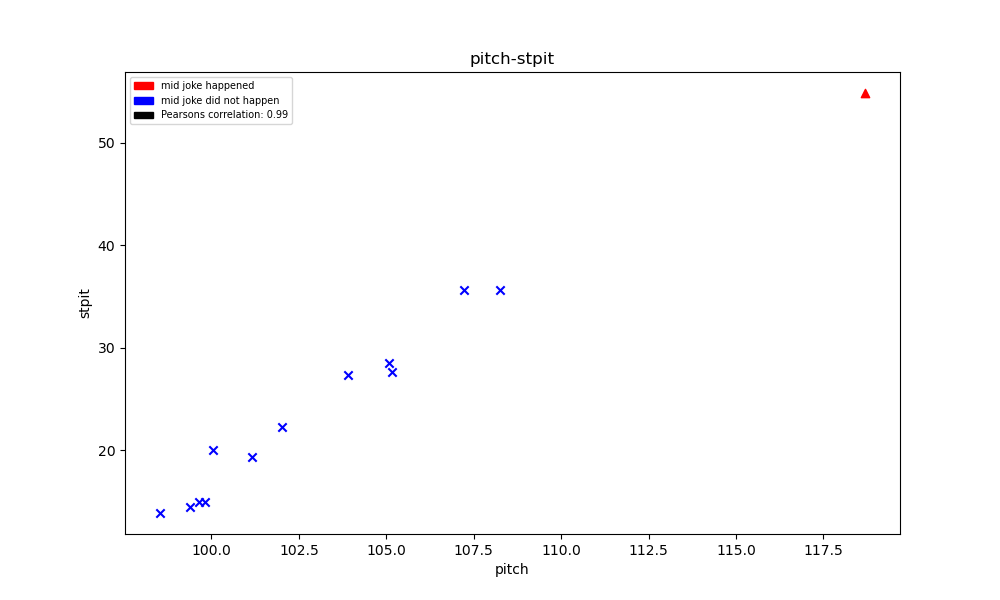 pitch-stpit
mid joke happened
mid joke did not happen
Pearsons correlation: 0.99
50
40
30
20
stpit
100.0 102.5 105.0 107.5 110.0 112.5 115.0 117.5
pitch